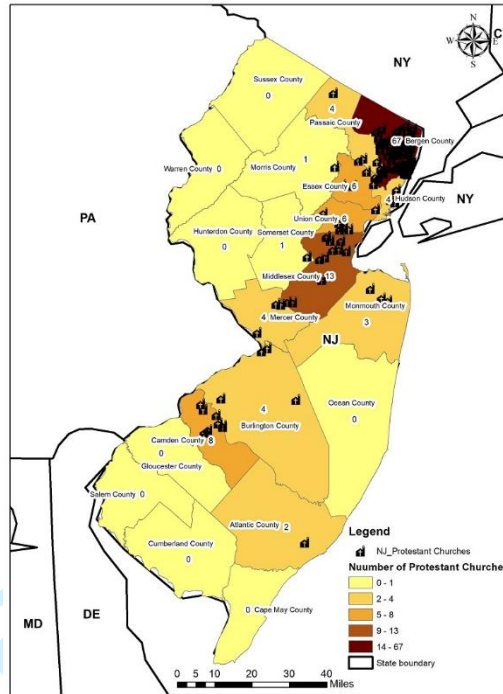 N
W E
S
C
NY
Sussex County
0
4
Passaic County
67 Bergen County
Morris County
1
Warren County 0
Essex County 6
4
Hudson County
NY
PA
Union County 6
Hunterdon County
0
Somerset County
1
Middlesex County 13
4 Mercer County
Monmouth County
3
NJ
Ocean County
0
4
Burlington County
Camden County 8
0
Gloucester County
Salem County 0
Atlantic County 2
Cumberland County
0
0 Cape May County
MD
DE
Legend
NJ_Protestant Churches
Nuumber of Protestant Churche
0 - 1
2 - 4
5 - 8
9 - 13
14 - 67
State boundary
0 5 10 20 30 40
Miles